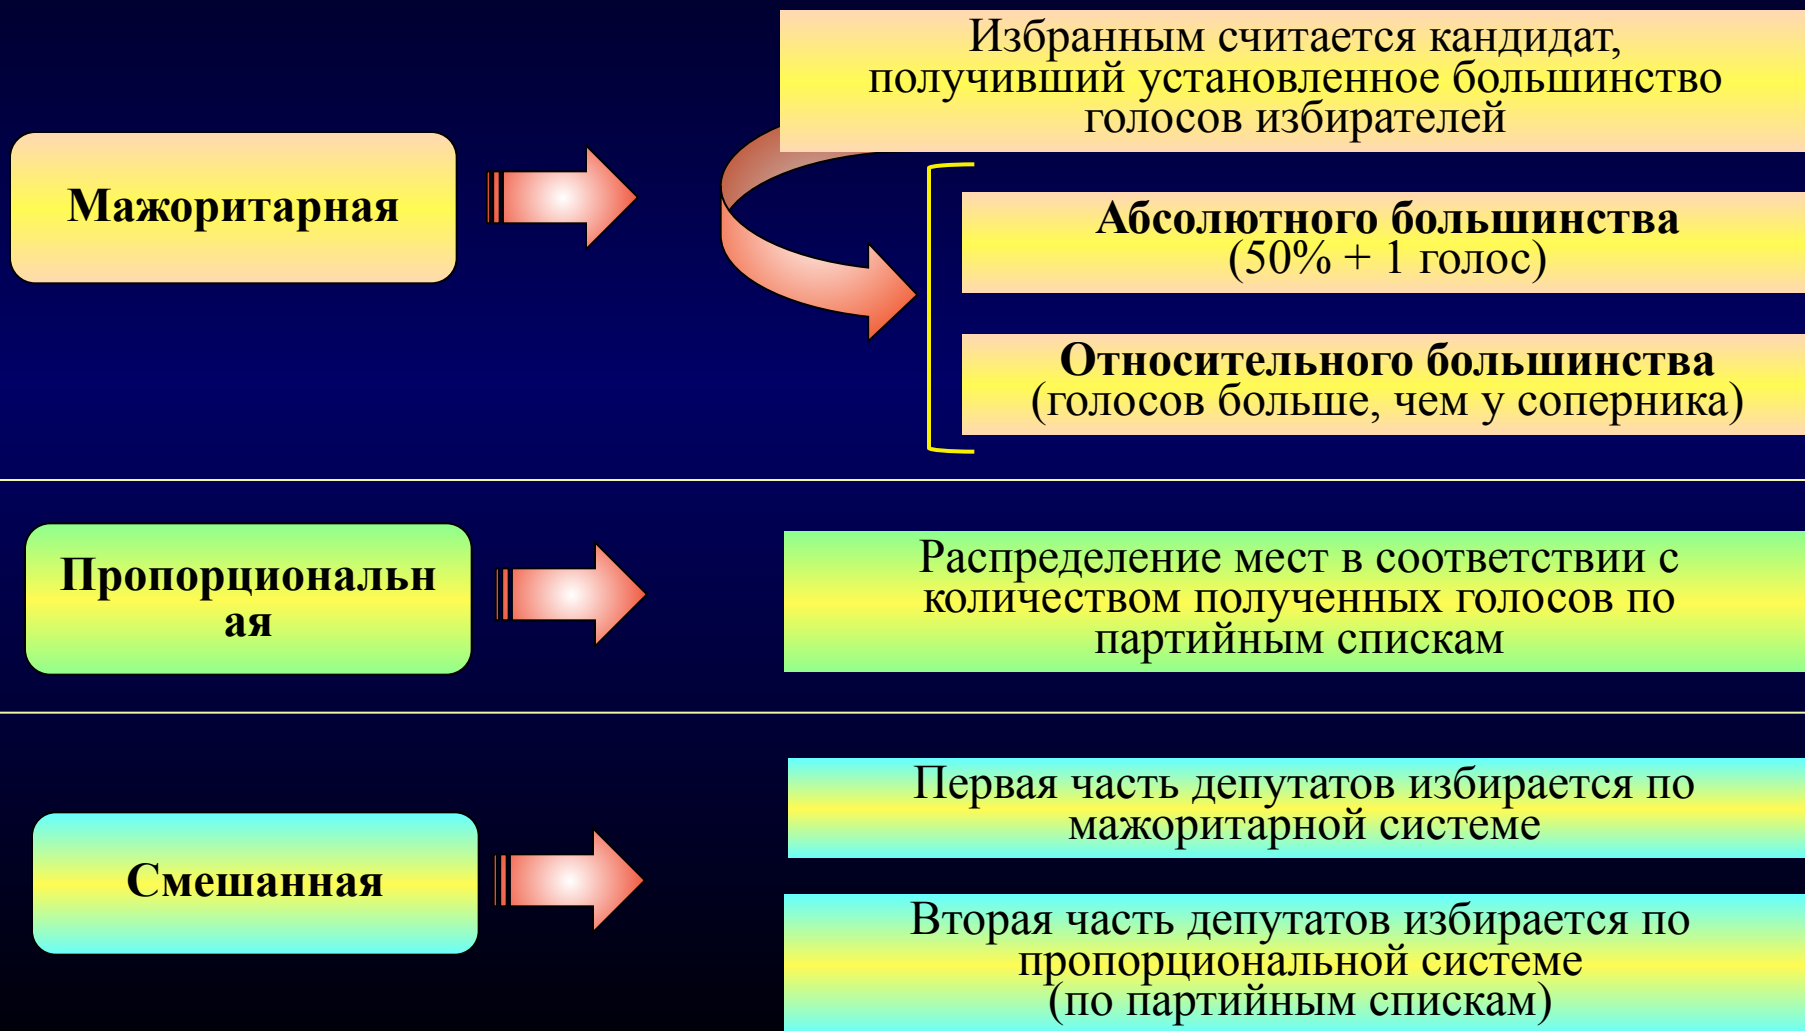 Избранным считается кандидат,
получивший установленное большинство
голосов избирателей
Мажоритарная
Абсолютного большинства
(50% + 1 голос)
Относительного большинства
(голосов больше, чем у соперника)
Пропорциональн
ая
Распределение мест в соответствии с
количеством полученных голосов по
партийным спискам
Первая часть депутатов избирается по
мажоритарной системе
Смешанная
Вторая часть депутатов избирается по
пропорциональной системе
(по партийным спискам)